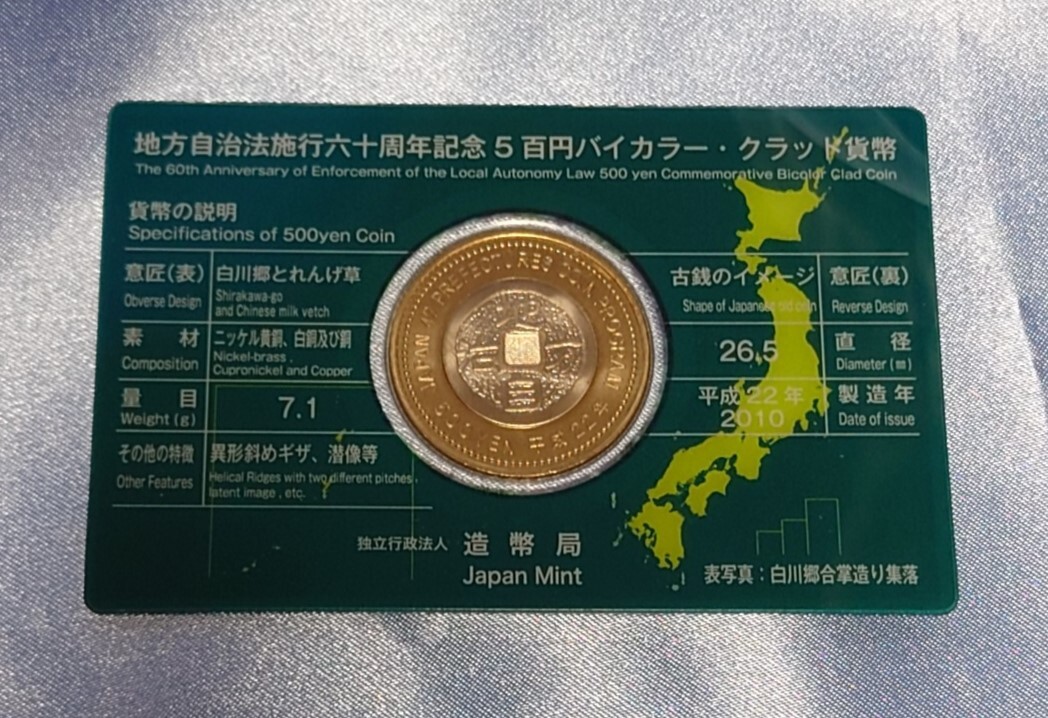 地方自治法施行六十周年記念5百円バイカラー・クラッド貨幣
The 60th Anniversary of Enforcement of the Local Autonomy Law 500 yen Commemorative Bicolor Clad Coin
貨幣の説明
Specifications of 500yen Coin
意匠(表)
Obverse Design
白川郷とれんげ草
Shirakawa-go
and Chinese milk vetch
古銭のイメージ
Shape of Japanese old coin
意匠(裏)
Reverse Design
素材
Composition
ニッケル黄銅、白銅及び銅
Nickel-brass,
Cupronickel and Copper
26.5
直径
Diameter (㎜)
量目
Weight (g)
7.1
平成22年
2010
製造年
Date of issue
その他の特徴
Other Features
異形斜めギザ、潜像等
Helical Ridges with two different pitches,
latent image, etc.
JAPAN 47 PREFECTURES COIN PROGRAM
500 YEN 平成22年
独立行政法人 造幣局
Japan Mint
表写真：白川郷合掌造り集落